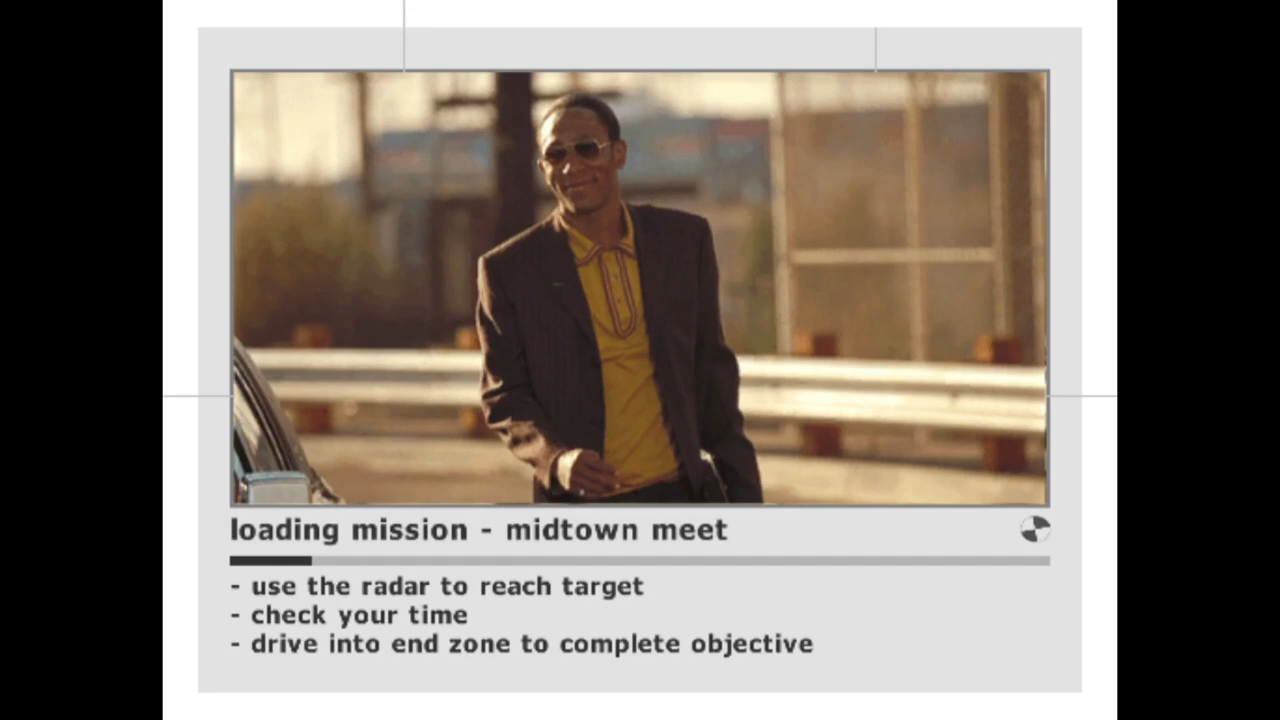 loading mission - midtown meet
- use the radar to reach target
- check your time
- drive into end zone to complete objective